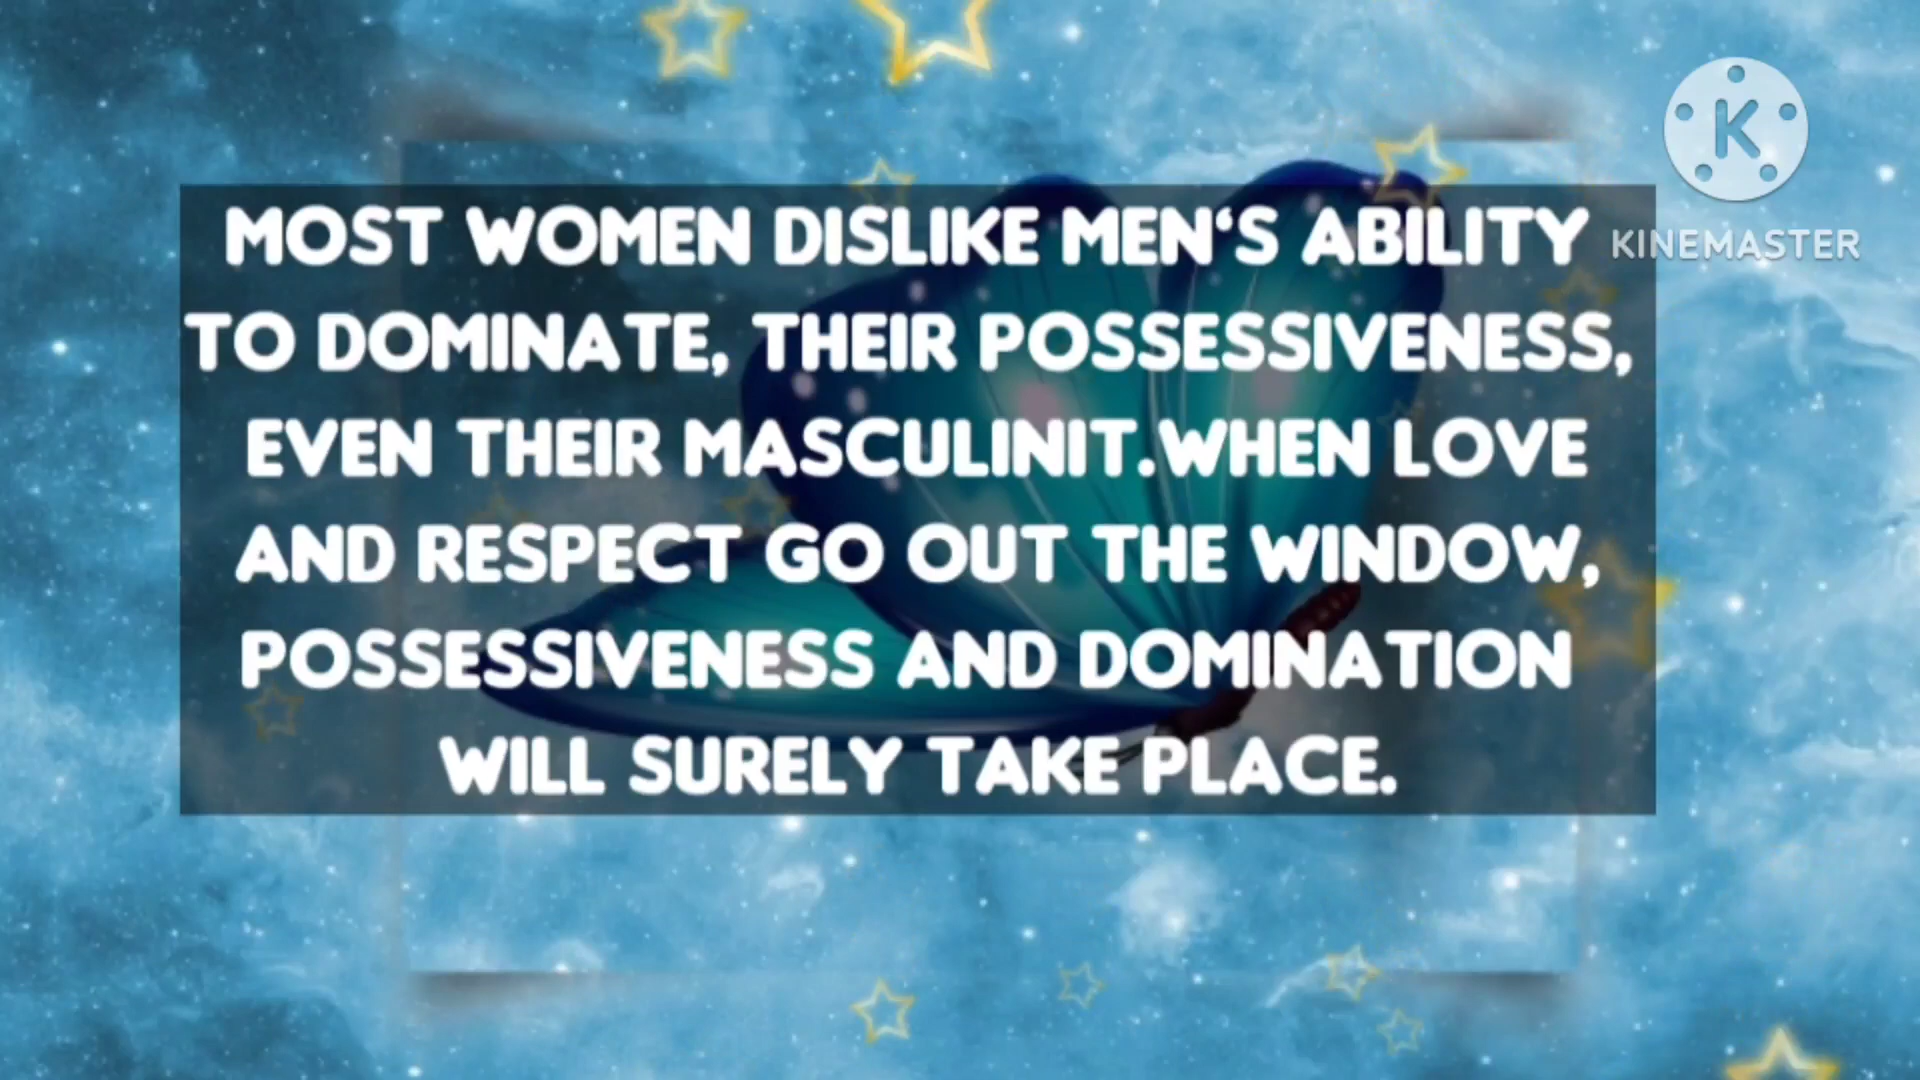 MOST WOMEN DISLIKE MEN‘S ABILITY
TO DOMINATE, THEIR POSSESSIVENESS,
EVEN THEIR MASCULINIT.WHEN LOVE
AND RESPECT GO OUT THE WINDOW,
POSSESSIVENESS AND DOMINATION
WILL SURELY TAKE PLACE.
K
KINEMASTER